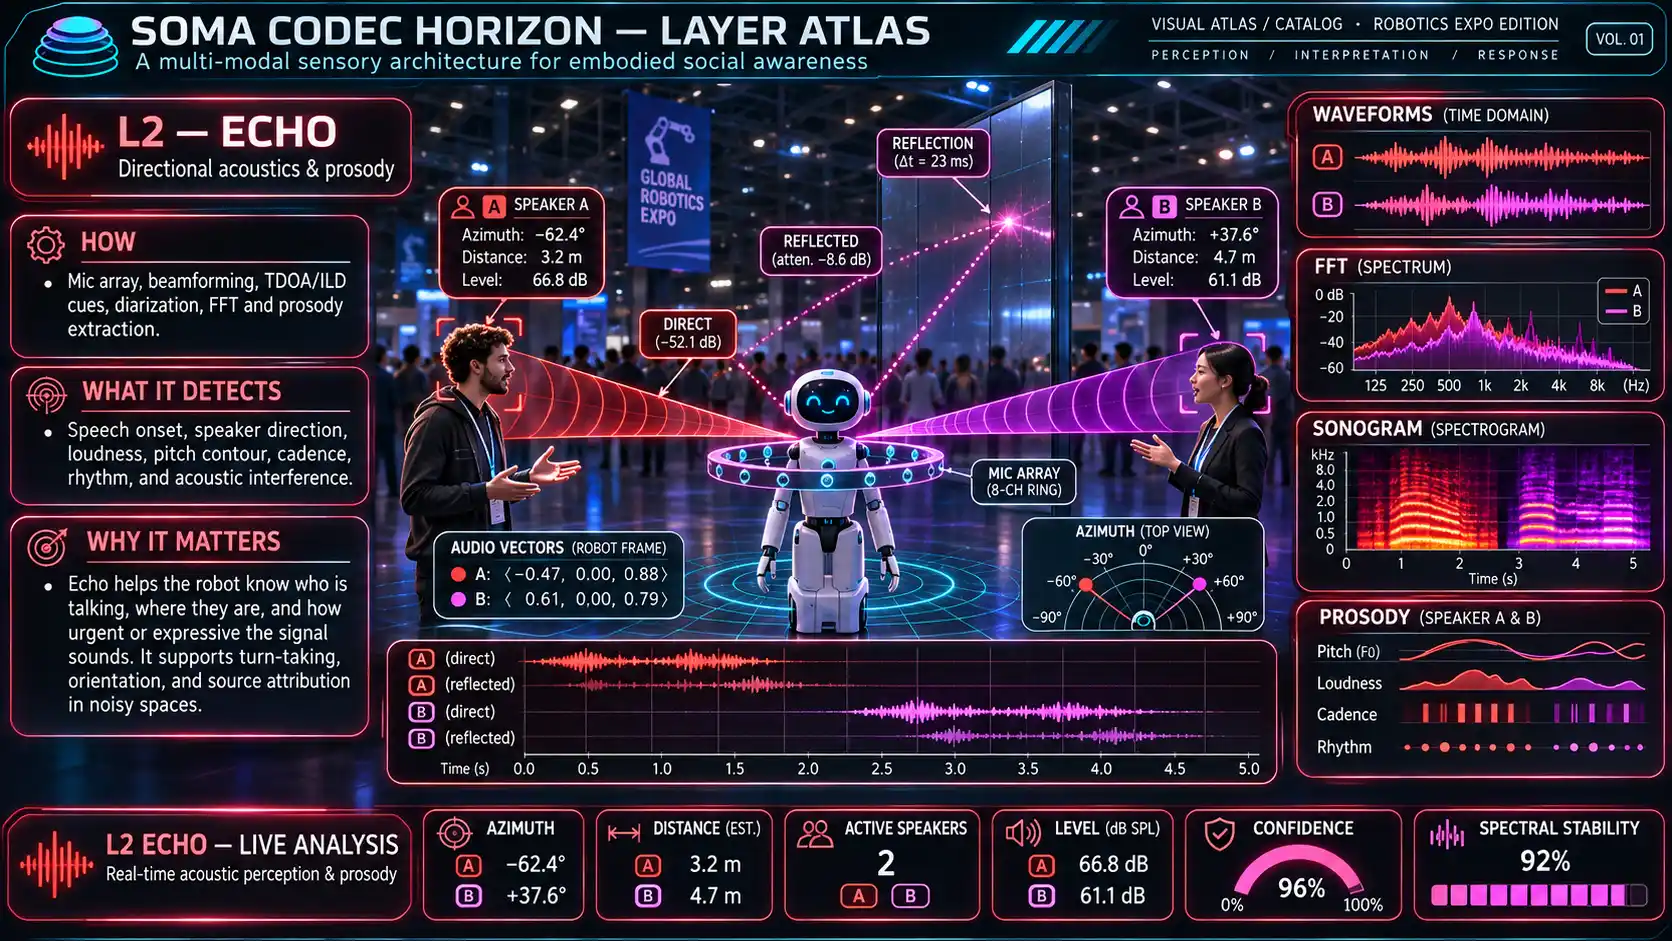 SOMA CODEC HORIZON — LAYER ATLAS
A multi-modal sensory architecture for embodied social awareness
VISUAL ATLAS / CATALOG · ROBOTICS EXPO EDITION
PERCEPTION / INTERPRETATION / RESPONSE
VOL. 01
L2 — ECHO
Directional acoustics & prosody
HOW
• Mic array, beamforming, TDOA/ILD
cues, diarization, FFT and prosody
extraction.
WHAT IT DETECTS
• Speech onset, speaker direction,
loudness, pitch contour, cadence,
rhythm, and acoustic interference.
WHY IT MATTERS
• Echo helps the robot know who is
talking, where they are, and how
urgent or expressive the signal
sounds. It supports turn-taking,
orientation, and source attribution
in noisy spaces.
GLOBAL
ROBOTICS
EXPO
A SPEAKER A
Azimuth: −62.4°
Distance: 3.2 m
Level: 66.8 dB
DIRECT
(−52.1 dB)
REFLECTED
(atten. −8.6 dB)
REFLECTION
(Δt = 23 ms)
B SPEAKER B
Azimuth: +37.6°
Distance: 4.7 m
Level: 61.1 dB
MIC ARRAY
(8-CH RING)
AUDIO VECTORS (ROBOT FRAME)
A: ⟨ −0.47, 0.00, 0.88⟩
B: ⟨ 0.61, 0.00, 0.79⟩
AZIMUTH (TOP VIEW)
0°
−30° +30°
−60° +60°
−90° +90°
A (direct)
A (reflected)
B (direct)
B (reflected)
Time (s) 0.0 0.5 1.0 1.5 2.0 2.5 3.0 3.5 4.0 4.5 5.0
WAVEFORMS (TIME DOMAIN)
A
B
FFT (SPECTRUM)
A
B
0 dB
−20
−40
−60
125 250 500 1k 2k 4k 8k (Hz)
SONOGRAM (SPECTROGRAM)
kHz
8.0
4.0
2.0
1.0
0.5
0
0 1 2 3 4 5
Time (s)
PROSODY (SPEAKER A & B)
Pitch (F0)
Loudness
Cadence
Rhythm
L2 ECHO — LIVE ANALYSIS
Real-time acoustic perception & prosody
AZIMUTH
A −62.4°
B +37.6°
DISTANCE (EST.)
A 3.2 m
B 4.7 m
ACTIVE SPEAKERS
2
A B
LEVEL (dB SPL)
A 66.8 dB
B 61.1 dB
CONFIDENCE
96%
0% 100%
SPECTRAL STABILITY
92%